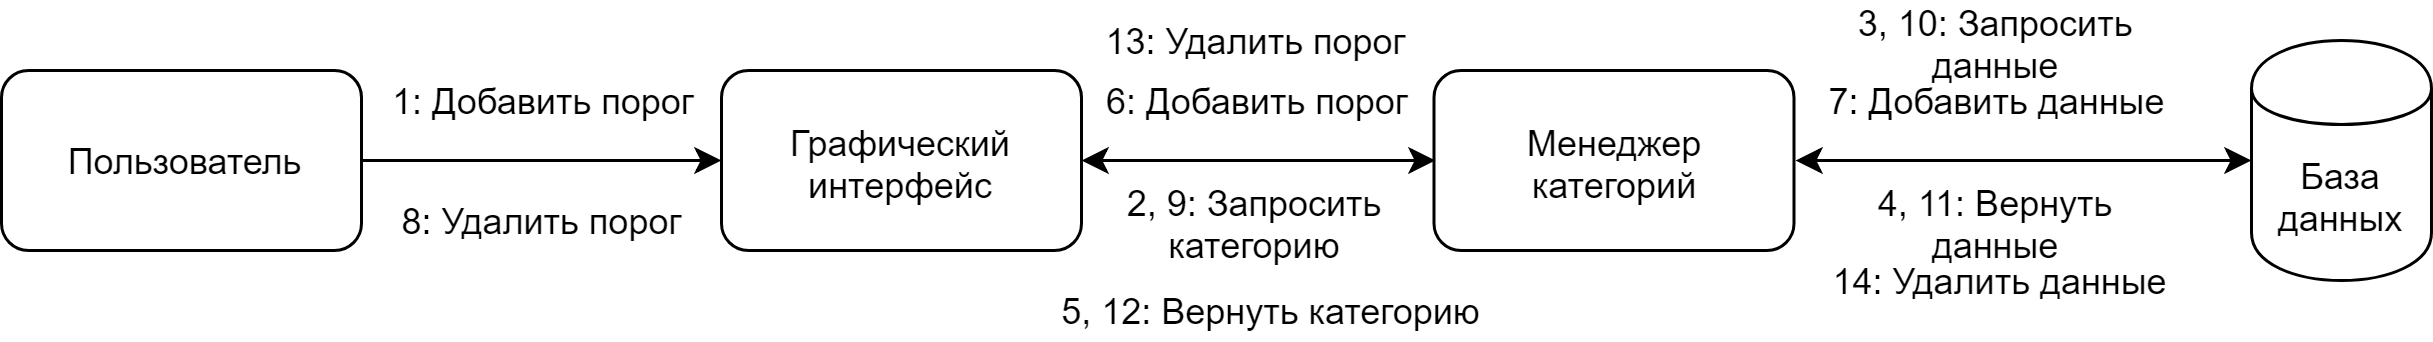 Пользователь
1: Добавить порог
8: Удалить порог
Графический
интерфейс
13: Удалить порог
6: Добавить порог
2, 9: Запросить
категорию
5, 12: Вернуть категорию
Менеджер
категорий
3, 10: Запросить
данные
7: Добавить данные
4, 11: Вернуть
данные
14: Удалить данные
База
данных